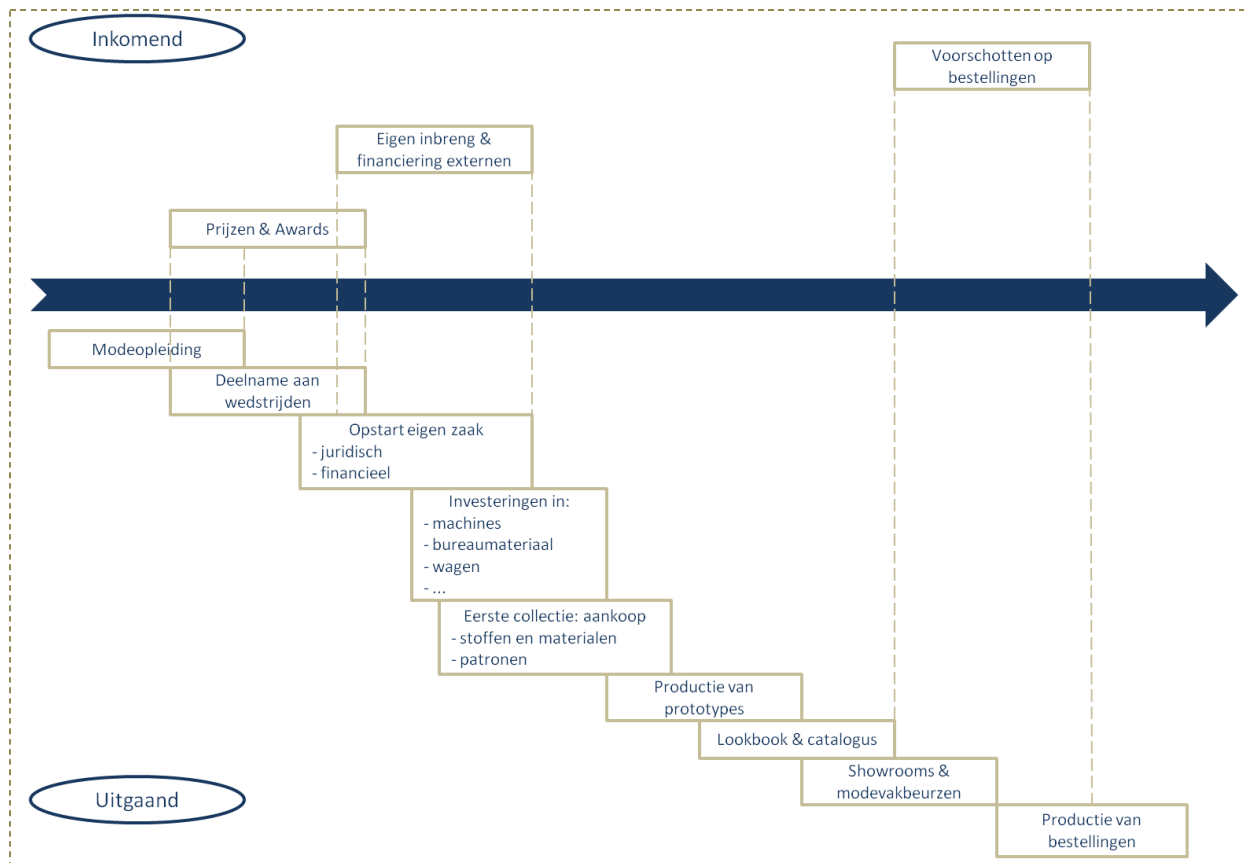 Inkomend
Voorschotten op
bestellingen
Eigen inbreng &
financiering externen
Prijzen & Awards
Modeopleiding
Deelname aan
wedstrijden
Opstart eigen zaak
- juridisch
- financieel
Investeringen in:
- machines
- bureaumateriaal
- wagen
- ...
Eerste collectie: aankoop
- stoffen en materialen
- patronen
Productie van
prototypes
Lookbook & catalogus
Showrooms &
modevakbeurzen
Uitgaand
Productie van
bestellingen